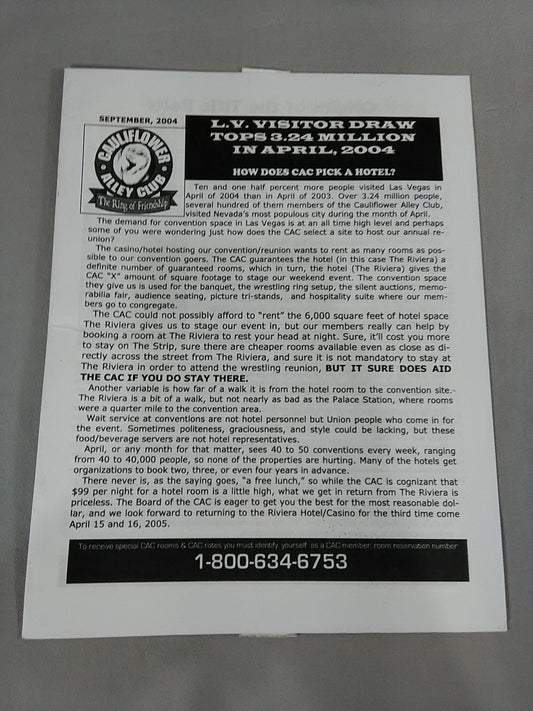 SEPTEMBER, 2004
CAULIFLOWER
ALLEY CLUB
The Ring of Friendship
L.V. VISITOR DRAW
TOPS 3.24 MILLION
IN APRIL, 2004
HOW DOES CAC PICK A HOTEL?
Ten and one half percent more people visited Las Vegas in
April of 2004 than in April of 2003. Over 3.24 million people,
several hundred of them members of the Cauliflower Alley Club,
visited Nevada's most populous city during the month of April.
The demand for convention space in Las Vegas is at an all time high level and perhaps
some of you were wondering just how does the CAC select a site to host our annual re-
union?
The casino/hotel hosting our convention/reunion wants to rent as many rooms as pos-
sible to our convention goers. The CAC guarantees the hotel (in this case The Riviera) a
definite number of guaranteed rooms, which in turn, the hotel (The Riviera) gives the
CAC "X" amount of square footage to stage our weekend event. The convention space
they give us is used for the banquet, the wrestling ring setup, the silent auctions, memo-
rabilia fair, audience seating, picture tri-stands, and hospitality suite where our mem-
bers go to congregate.
The CAC could not possibly afford to "rent" the 6,000 square feet of hotel space
The Riviera gives us to stage our event in, but our members really can help by
booking a room at The Riviera to rest your head at night. Sure, it'll cost you more
to stay on The Strip, sure there are cheaper rooms available even as close as di-
rectly across the street from The Riviera, and sure it is not mandatory to stay at
The Riviera in order to attend the wrestling reunion, BUT IT SURE DOES AID
THE CAC IF YOU DO STAY THERE.
Another variable is how far of a walk it is from the hotel room to the convention site.
The Riviera is a bit of a walk, but not nearly as bad as the Palace Station, where rooms
were a quarter mile to the convention area.
Wait service at conventions are not hotel personnel but Union people who come in for
the event. Sometimes politeness, graciousness, and style could be lacking, but these
food/beverage servers are not hotel representatives.
April, or any month for that matter, sees 40 to 50 conventions every week, ranging
from 40 to 40,000 people, so none of the properties are hurting. Many of the hotels get
organizations to book two, three, or even four years in advance.
There never is, as the saying goes, "a free lunch," so while the CAC is cognizant that
$99 per night for a hotel room is a little high, what we get in return from The Riviera is
priceless. The Board of the CAC is eager to get you the best for the most reasonable dol-
lar, and we look forward to returning to the Riviera Hotel/Casino for the third time come
April 15 and 16, 2005.
To receive special CAC rooms & CAC rates you must identify yourself as a CAC member, room reservation number
1-800-634-6753